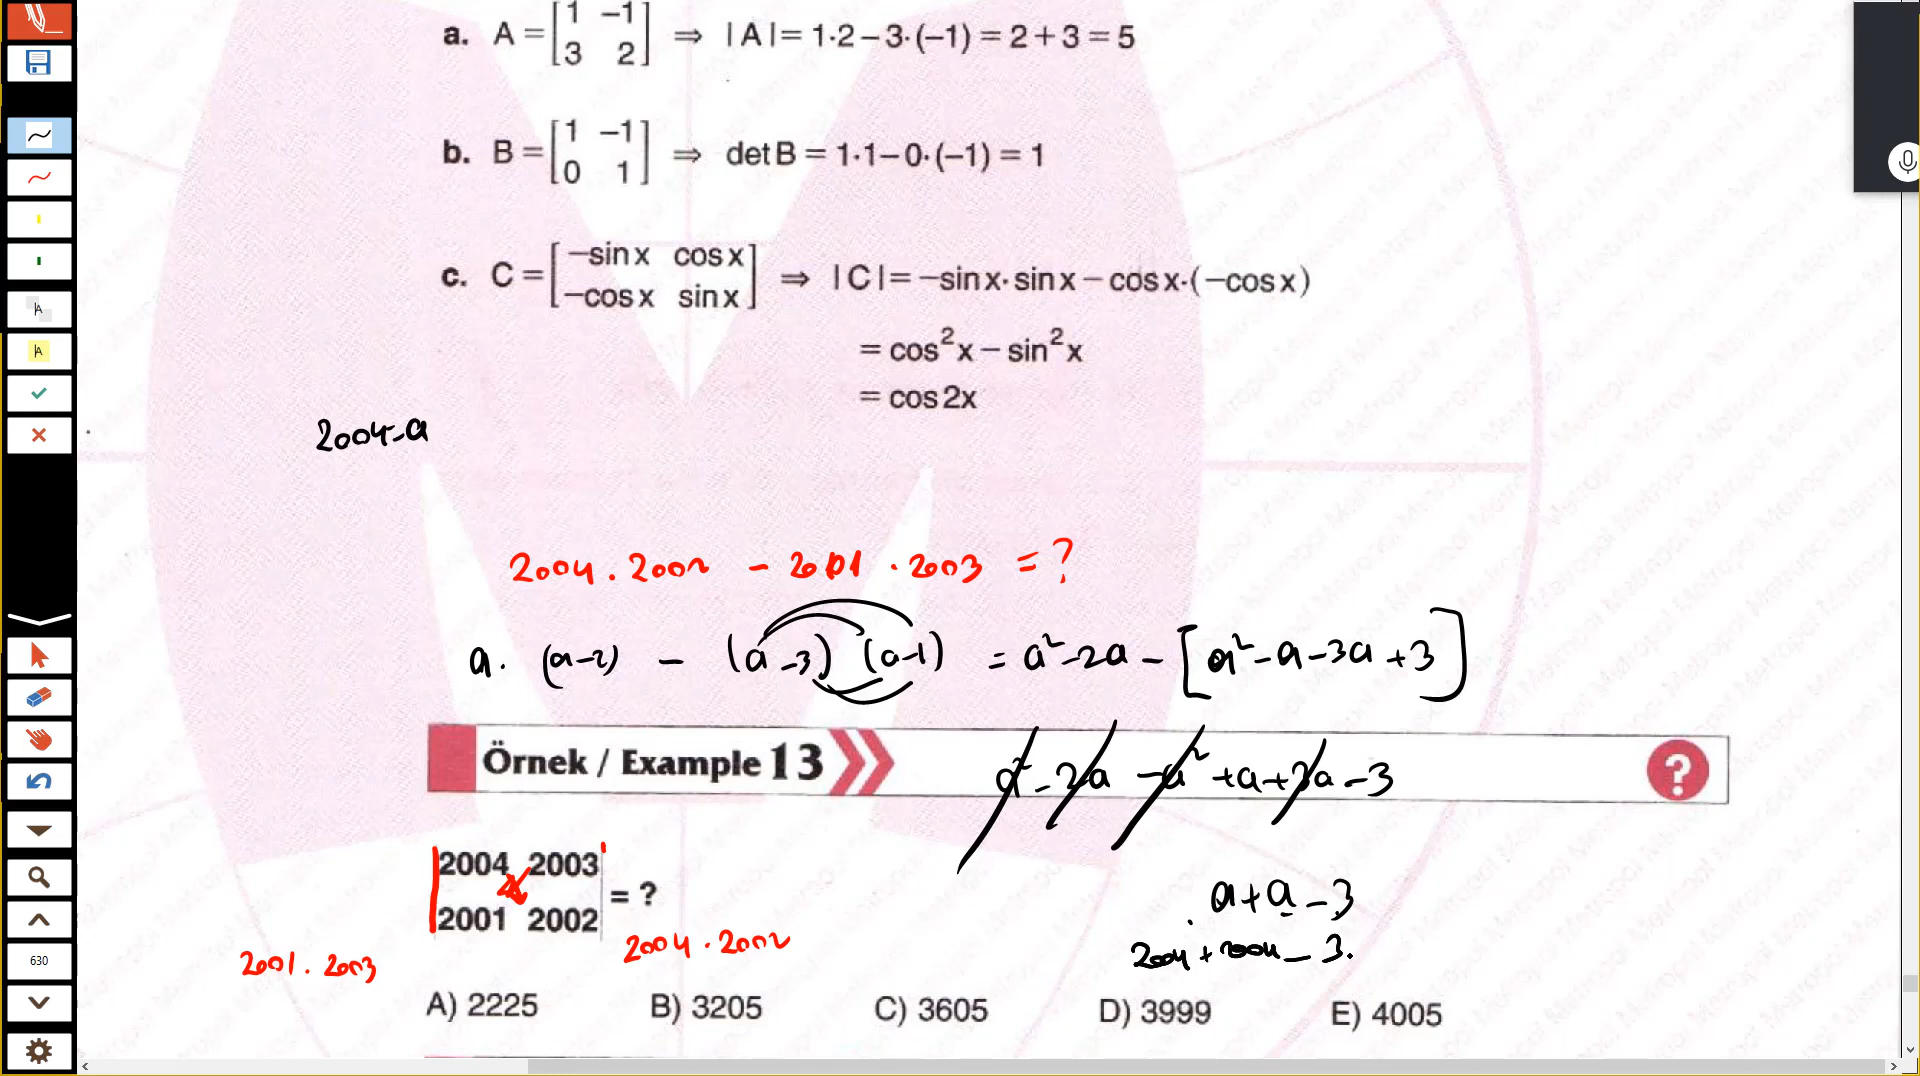 a. A = [1 −1 3 2] ⇒ |A| = 1·2 − 3·(−1) = 2 + 3 = 5
b. B = [1 −1 0 1] ⇒ det B = 1·1 − 0·(−1) = 1
c. C = [−sin x cos x −cos x sin x] ⇒ |C| = −sin x · sin x − cos x · (−cos x)
= cos²x − sin²x
= cos 2x
2004-a
2004 . 2002 - 2001 . 2003 = ?
a. (a-2) - (a-3) (a-1) = a² -2a - [a² -a -3a +3]
Örnek / Example 13
a² -2a -a² +a +3a -3
?
|2004 2003
2001 2002| = ?
a+a-3
2004 . 2002
2004 + 2004 - 3.
2001 . 2003
A) 2225 B) 3205 C) 3605 D) 3999 E) 4005
A
A
630